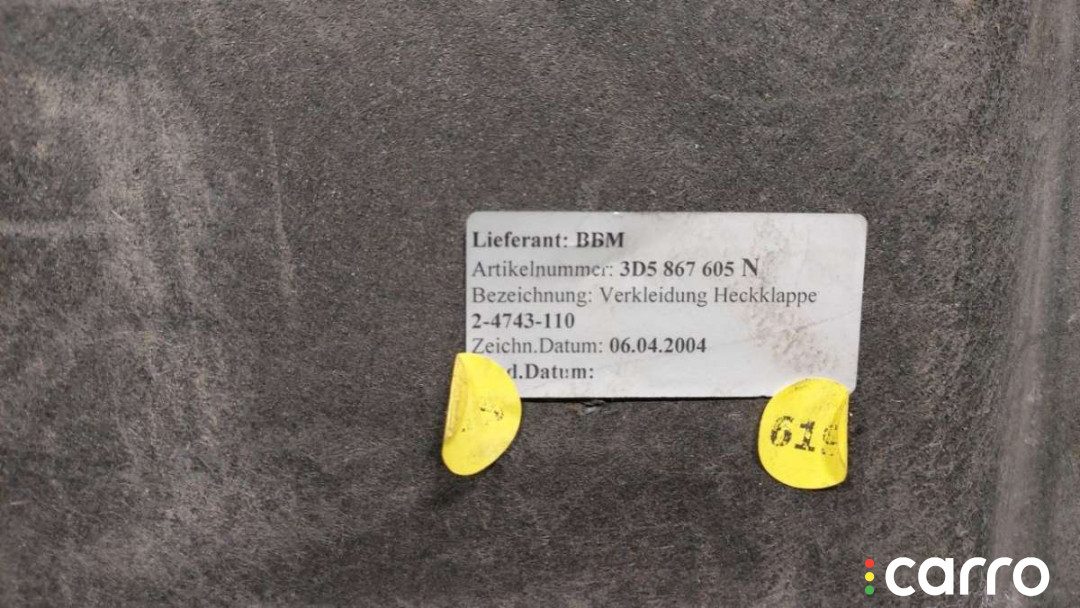 Lieferant: BBM
Artikelnummer: 3D5 867 605 N
Bezeichnung: Verkleidung Heckklappe
2-4743-110
Zeichn.Datum: 06.04.2004
d.Datum:
carro